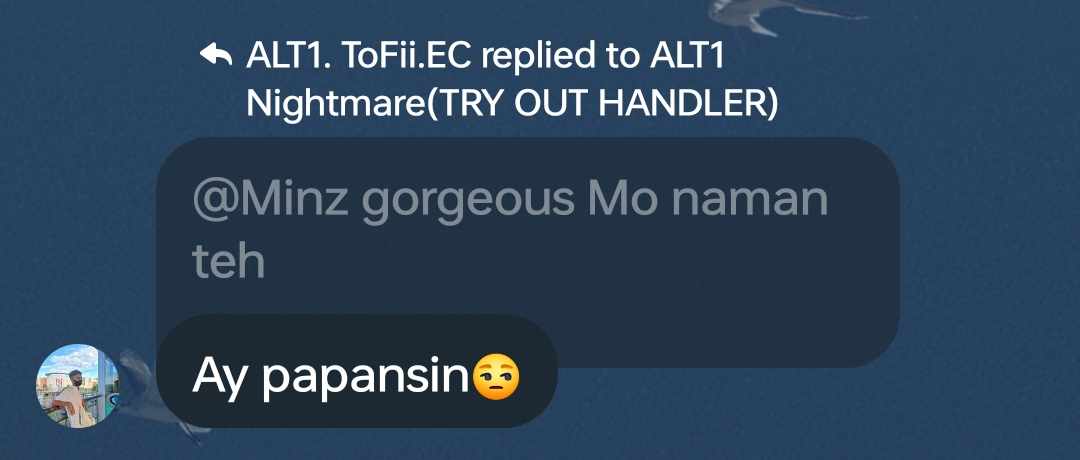 ALT1. ToFii.EC replied to ALT1
Nightmare(TRY OUT HANDLER)
@Minz gorgeous Mo naman
teh
Ay papansin😒